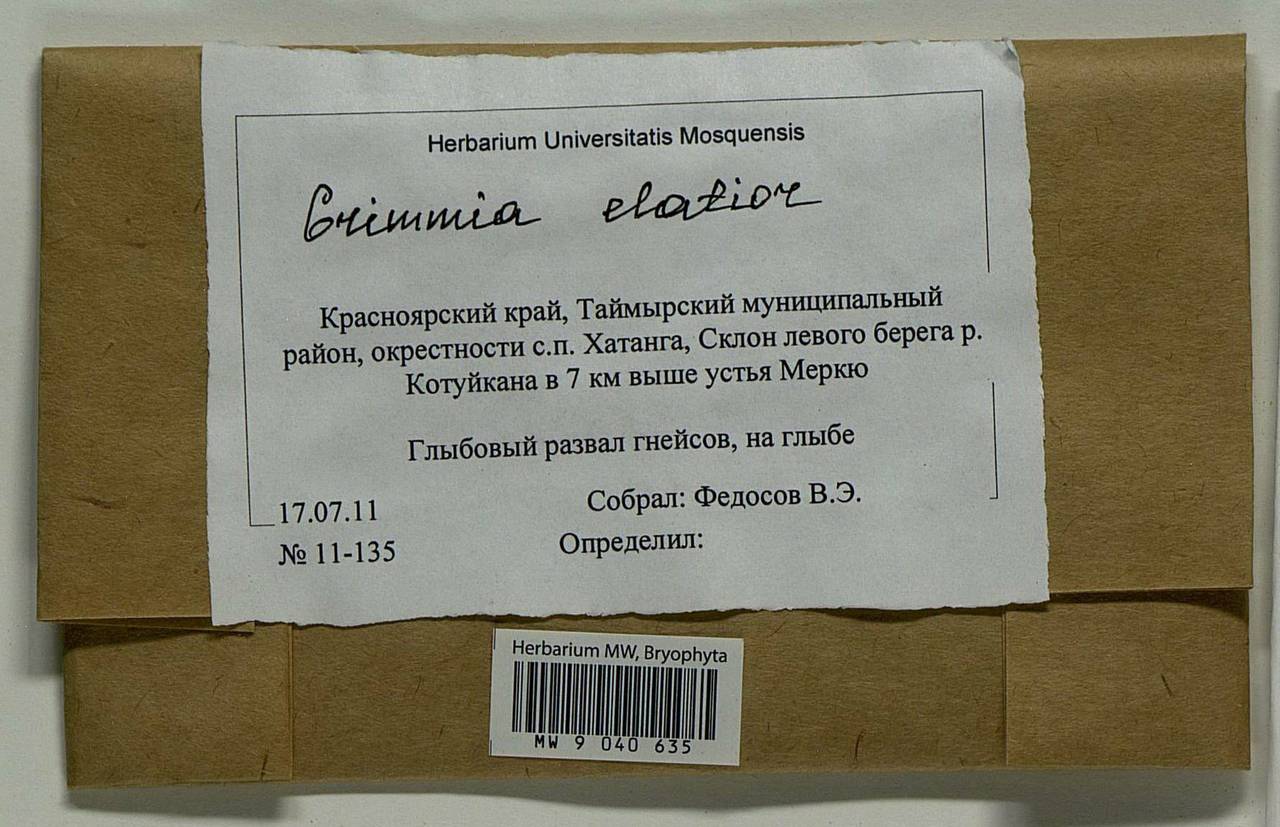 Herbarium Universitatis Mosquensis
Grimmia elatior
Красноярский край, Таймырский муниципальный
район, окрестности с.п. Хатанга, Склон левого берега р.
Котуйкана в 7 км выше устья Меркю
Глыбовый развал гнейсов, на глыбе
17.07.11
Собрал: Федосов В.Э.
№ 11-135
Определил:
Herbarium MW, Bryophyta
MW 9 040 635